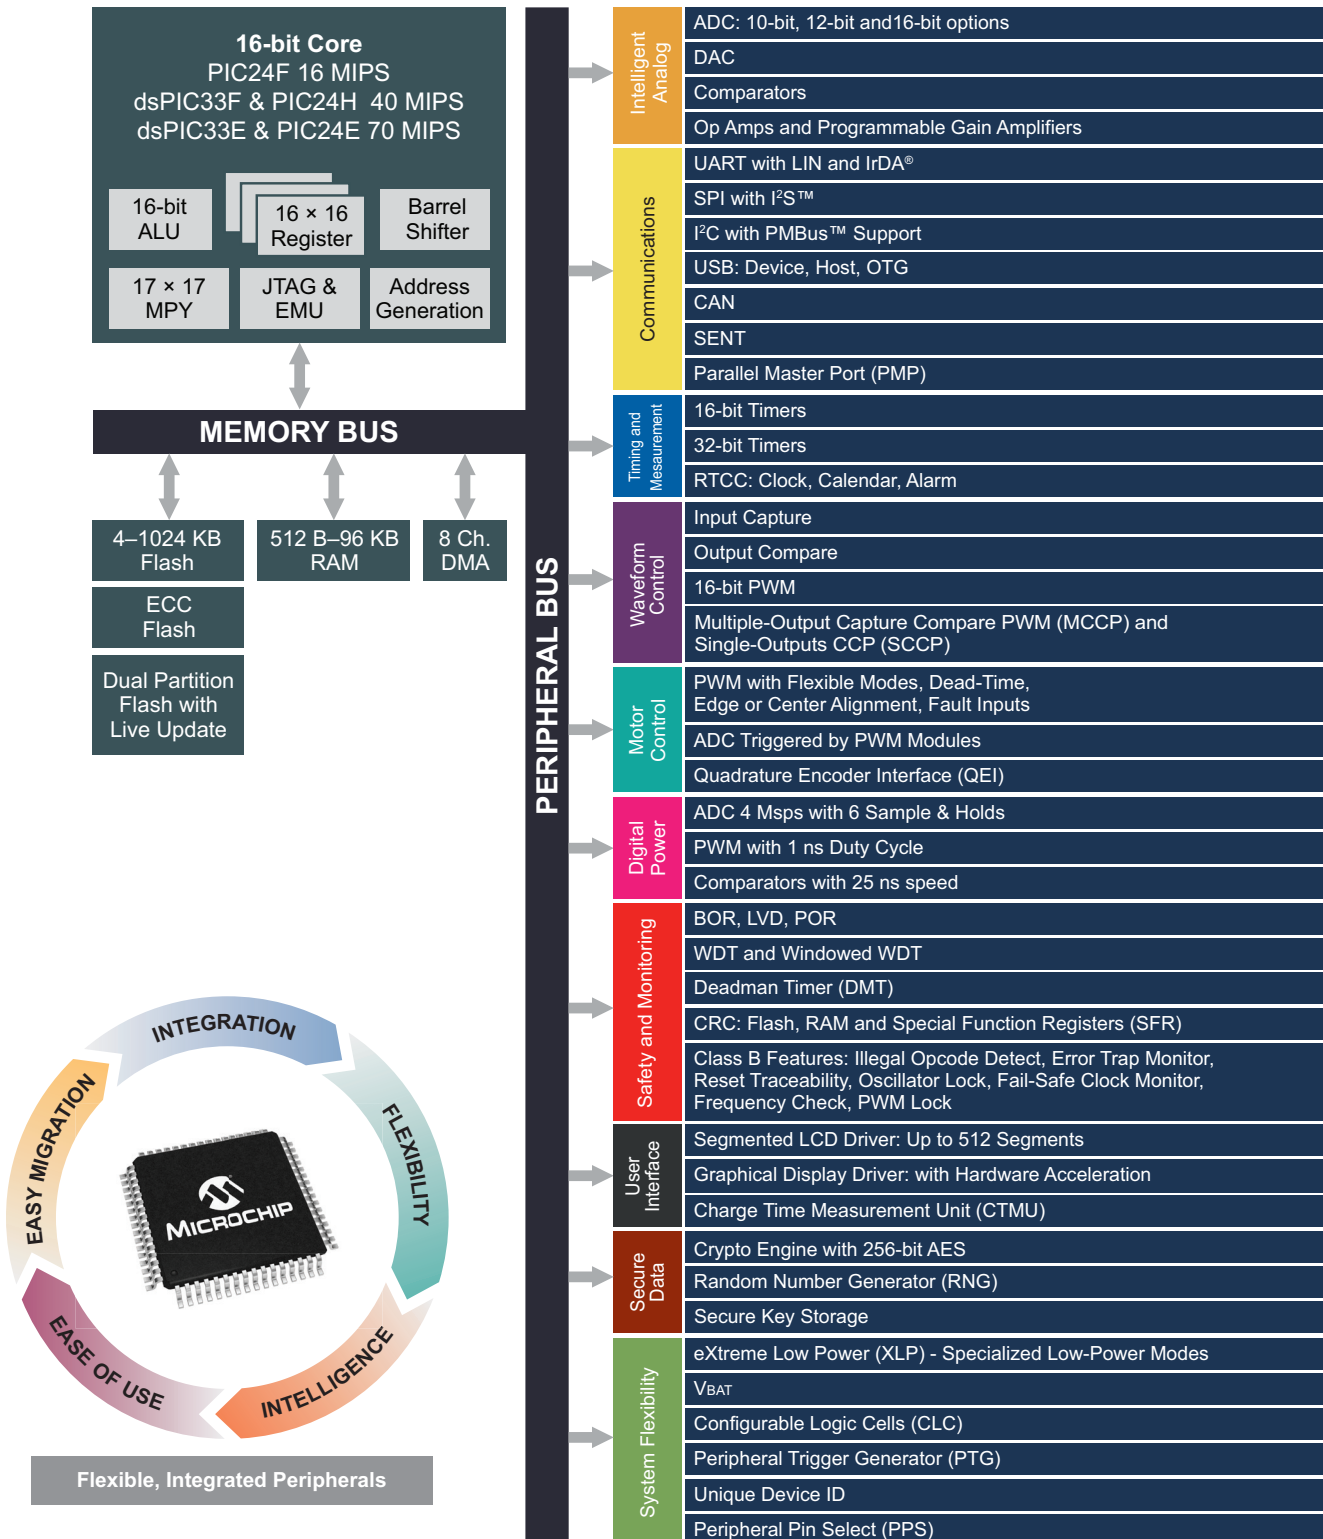 16-bit Core
PIC24F 16 MIPS
dsPIC33F & PIC24H 40 MIPS
dsPIC33E & PIC24E 70 MIPS
16-bit
ALU
16 × 16
Register
Barrel
Shifter
17 × 17
MPY
JTAG &
EMU
Address
Generation
MEMORY BUS
4–1024 KB
Flash
512 B–96 KB
RAM
8 Ch.
DMA
ECC
Flash
Dual Partition
Flash with
Live Update
PERIPHERAL BUS
Intelligent
Analog
ADC: 10-bit, 12-bit and16-bit options
DAC
Comparators
Op Amps and Programmable Gain Amplifiers
Communications
UART with LIN and IrDA®
SPI with I²S™
I²C with PMBus™ Support
USB: Device, Host, OTG
CAN
SENT
Parallel Master Port (PMP)
Timing and
Mesaurement
16-bit Timers
32-bit Timers
RTCC: Clock, Calendar, Alarm
Waveform
Control
Input Capture
Output Compare
16-bit PWM
Multiple-Output Capture Compare PWM (MCCP) and
Single-Outputs CCP (SCCP)
Motor
Control
PWM with Flexible Modes, Dead-Time,
Edge or Center Alignment, Fault Inputs
ADC Triggered by PWM Modules
Quadrature Encoder Interface (QEI)
Digital
Power
ADC 4 Msps with 6 Sample & Holds
PWM with 1 ns Duty Cycle
Comparators with 25 ns speed
Safety and Monitoring
BOR, LVD, POR
WDT and Windowed WDT
Deadman Timer (DMT)
CRC: Flash, RAM and Special Function Registers (SFR)
Class B Features: Illegal Opcode Detect, Error Trap Monitor,
Reset Traceability, Oscillator Lock, Fail-Safe Clock Monitor,
Frequency Check, PWM Lock
User
Interface
Segmented LCD Driver: Up to 512 Segments
Graphical Display Driver: with Hardware Acceleration
Charge Time Measurement Unit (CTMU)
Secure
Data
Crypto Engine with 256-bit AES
Random Number Generator (RNG)
Secure Key Storage
System Flexibility
eXtreme Low Power (XLP) - Specialized Low-Power Modes
VBAT
Configurable Logic Cells (CLC)
Peripheral Trigger Generator (PTG)
Unique Device ID
Peripheral Pin Select (PPS)
INTEGRATION
FLEXIBILITY
INTELLIGENCE
EASE OF USE
EASY MIGRATION
MICROCHIP
Flexible, Integrated Peripherals